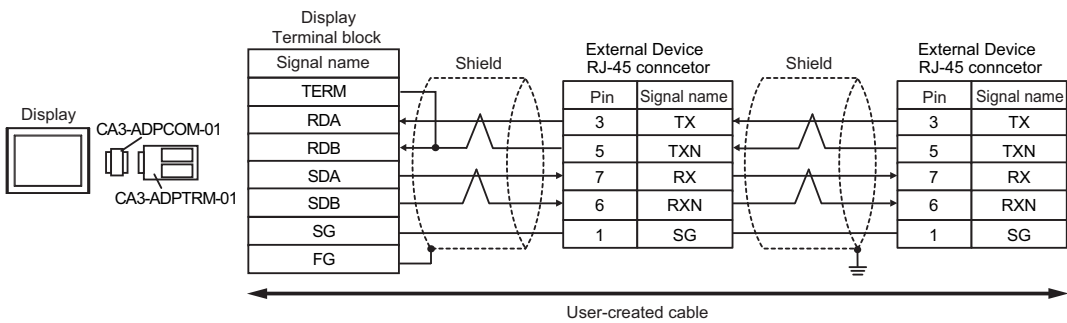 Display
Terminal block
Signal name
TERM
RDA
RDB
SDA
SDB
SG
FG
Shield
External Device
RJ-45 conncetor
Pin Signal name
3 TX
5 TXN
7 RX
6 RXN
1 SG
Shield
External Device
RJ-45 conncetor
Pin Signal name
3 TX
5 TXN
7 RX
6 RXN
1 SG
Display
CA3-ADPCOM-01
CA3-ADPTRM-01
User-created cable